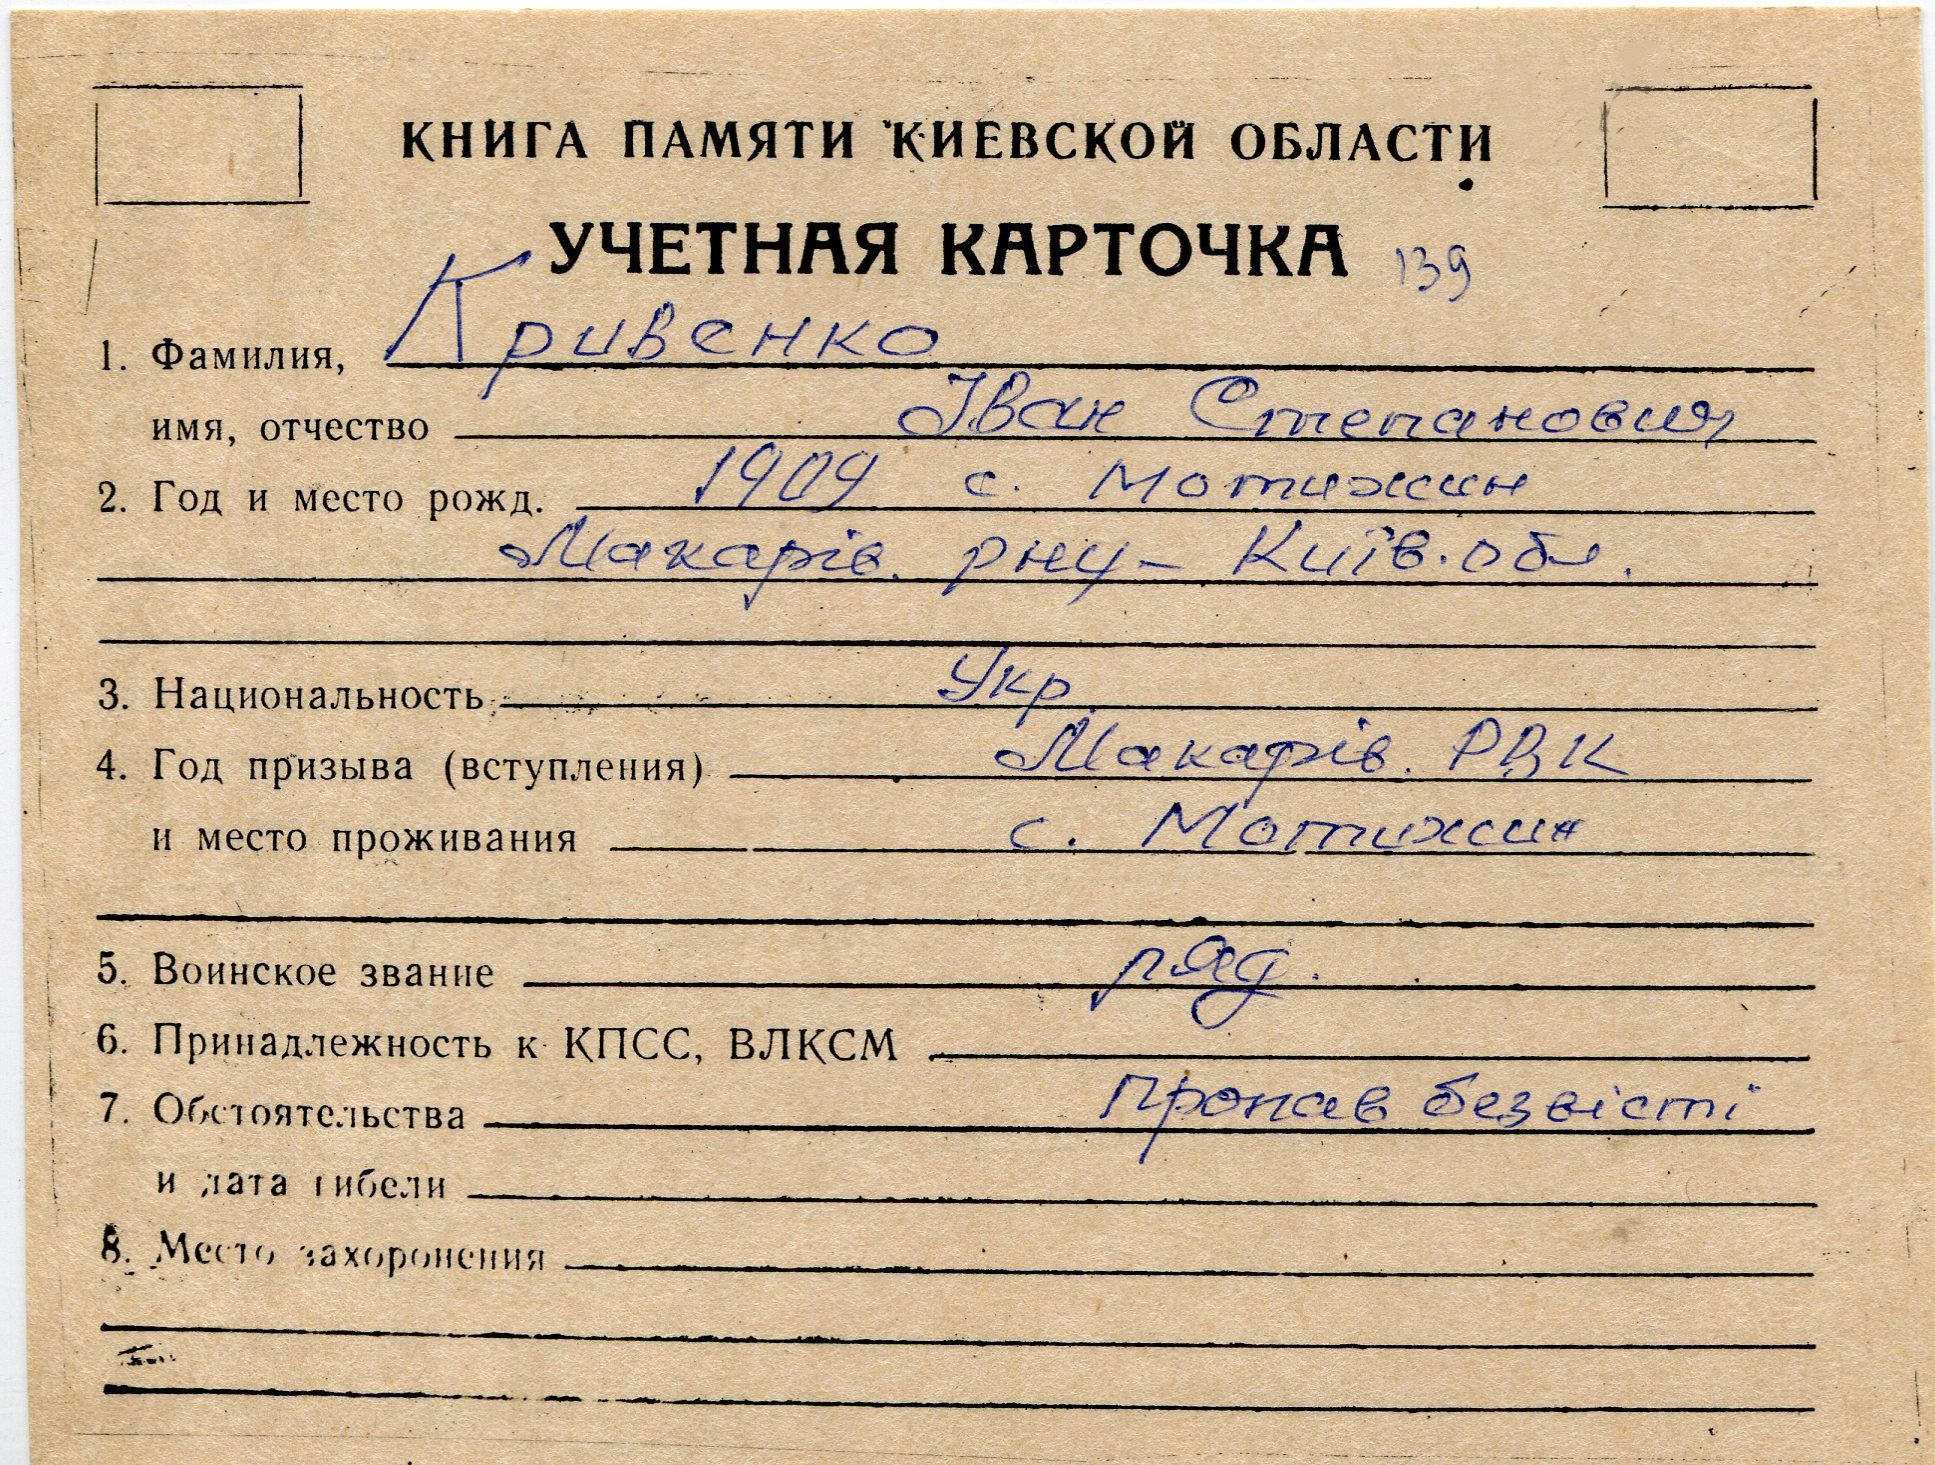 КНИГА ПАМЯТИ КИЕВСКОЙ ОБЛАСТИ
УЧЕТНАЯ КАРТОЧКА 139
1. Фамилия, Кривенко
имя, отчество Іван Степанович
2. Год и место рожд. 1909 с. Мотижин
Макарів. рну- Київ. обл.
3. Национальность Укр.
4. Год призыва (вступления) Макарів. РВК
и место проживания с. Мотижин
5. Воинское звание ряд.
6. Принадлежность к КПСС, ВЛКСМ
7. Обстоятельства пропав безвісті
и дата гибели
8. Место захоронения